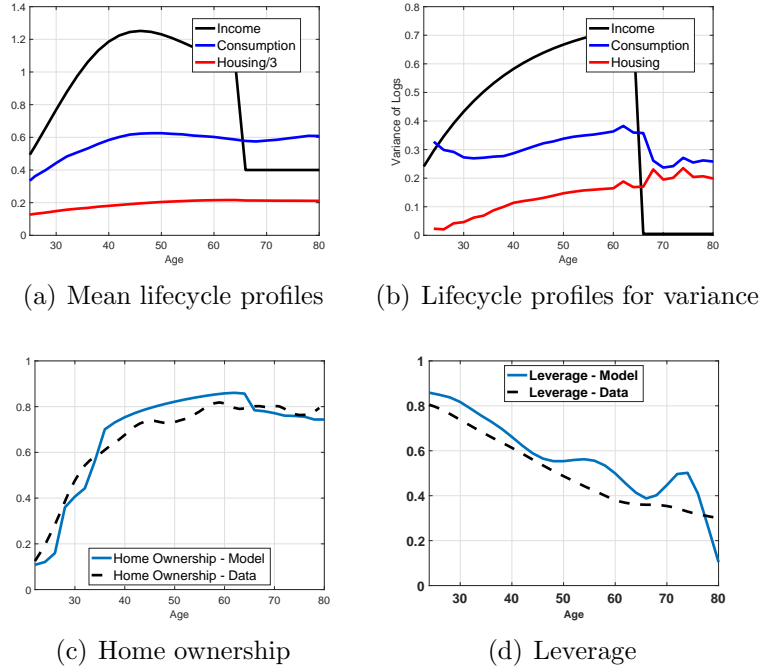 1.4
1.2
1
0.8
0.6
0.4
0.2
0
30
40
50
60
70
80
Age
Income
Consumption
Housing/3
(a) Mean lifecycle profiles
0.8
0.7
0.6
0.5
0.4
0.3
0.2
0.1
0
Variance of Logs
30
40
50
60
70
80
Age
Income
Consumption
Housing
(b) Lifecycle profiles for variance
1
0.8
0.6
0.4
0.2
0
30
40
50
60
70
80
Age
Home Ownership - Model
Home Ownership - Data
(c) Home ownership
1
0.8
0.6
0.4
0.2
0
30
40
50
60
70
80
Age
Leverage - Model
Leverage - Data
(d) Leverage